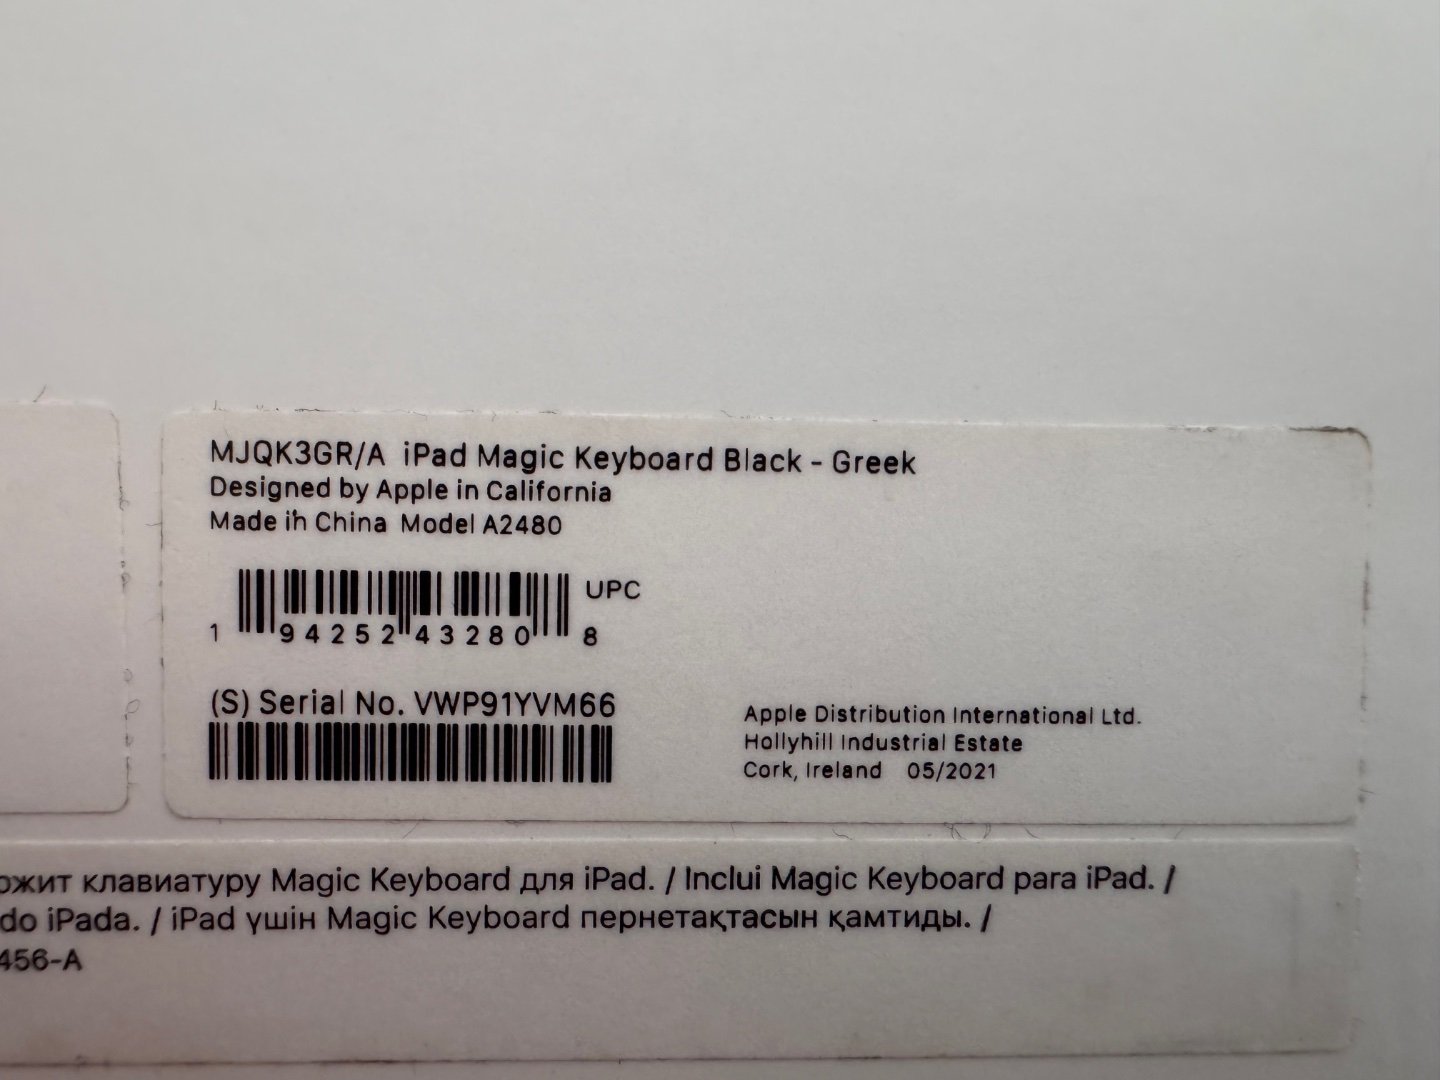 MJQK3GR/A iPad Magic Keyboard Black - Greek
Designed by Apple in California
Made in China Model A2480
UPC
1 94252 43280 8
(S) Serial No. VWP91YVM66
Apple Distribution International Ltd.
Hollyhill Industrial Estate
Cork, Ireland 05/2021
ожит клавиатуру Magic Keyboard для iPad. / Inclui Magic Keyboard para iPad. /
do iPada. / iPad үшін Magic Keyboard пернетақтасын қамтиды. /
456-A